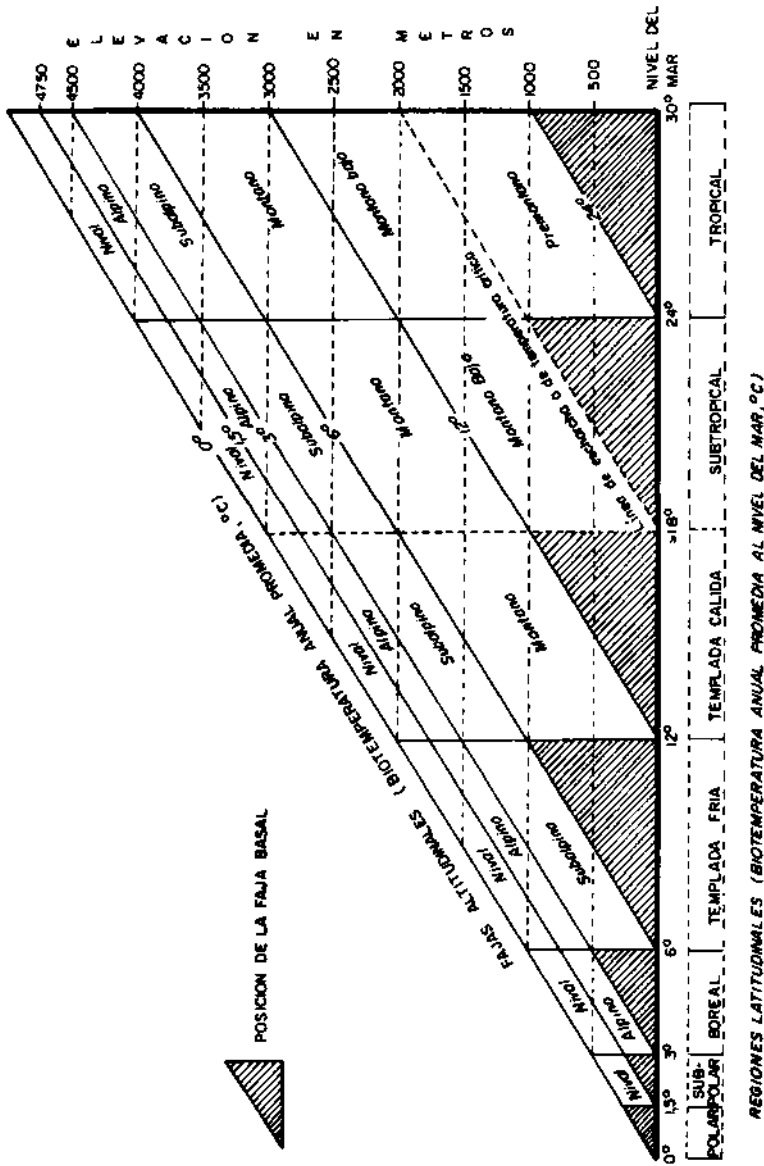 ELEVACION EN METROS
4750
4500
4000
3500
3000
2500
2000
1500
1000
500
NIVEL DEL
MAR
POSICION DE LA FAJA BASAL
FAJAS ALTITUDINALES (BIOTEMPERATURA ANUAL PROMEDIA, °C)
0°
1,5°
3°
6°
12°
24°
Nival
Alpino
Subalpino
Montano
Montano bajo
Premontano
Nival
Alpino
Subalpino
Montano
Montano Bajo
Linea de escarcha o de temperatura critica
Nival
Alpino
Subalpino
Montano
Nival
Alpino
Subalpino
Nival
Alpino
Nival
0°
1,5°
3°
6°
12°
18°
24°
30°
POLAR
SUB-
POLAR
BOREAL
TEMPLADA FRIA
TEMPLADA CALIDA
SUBTROPICAL
TROPICAL
REGIONES LATITUDINALES (BIOTEMPERATURA ANUAL PROMEDIA AL NIVEL DEL MAR, °C)